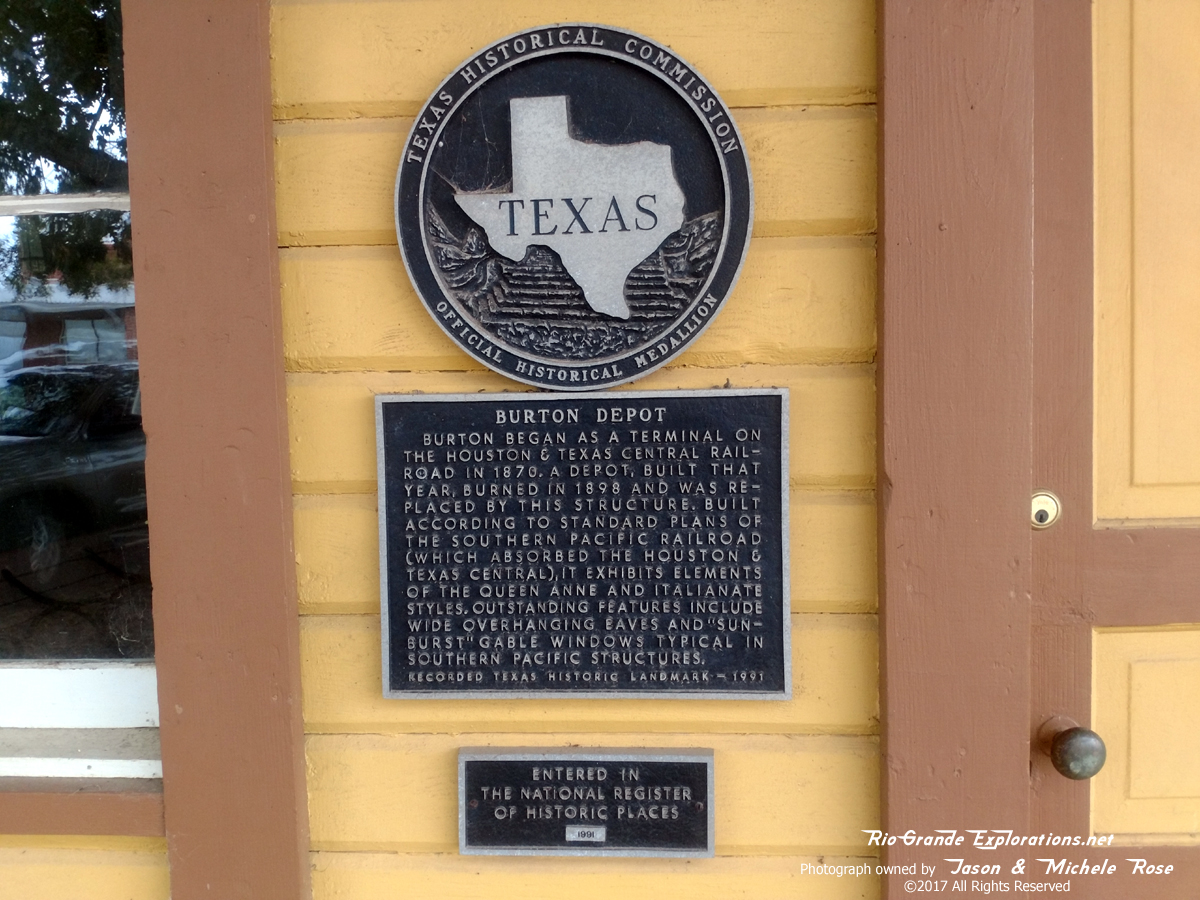 TEXAS HISTORICAL COMMISSION
TEXAS
OFFICIAL HISTORICAL MEDALLION
BURTON DEPOT
BURTON BEGAN AS A TERMINAL ON
THE HOUSTON & TEXAS CENTRAL RAIL-
ROAD IN 1870. A DEPOT, BUILT THAT
YEAR, BURNED IN 1898 AND WAS RE-
PLACED BY THIS STRUCTURE. BUILT
ACCORDING TO STANDARD PLANS OF
THE SOUTHERN PACIFIC RAILROAD
(WHICH ABSORBED THE HOUSTON &
TEXAS CENTRAL), IT EXHIBITS ELEMENTS
OF THE QUEEN ANNE AND ITALIANATE
STYLES. OUTSTANDING FEATURES INCLUDE
WIDE OVERHANGING EAVES AND "SUN-
BURST" GABLE WINDOWS TYPICAL IN
SOUTHERN PACIFIC STRUCTURES.
RECORDED TEXAS HISTORIC LANDMARK - 1991
ENTERED IN
THE NATIONAL REGISTER
OF HISTORIC PLACES
1991
Rio Grande Explorations.net
Photograph owned by Jason & Michele Rose
©2017 All Rights Reserved